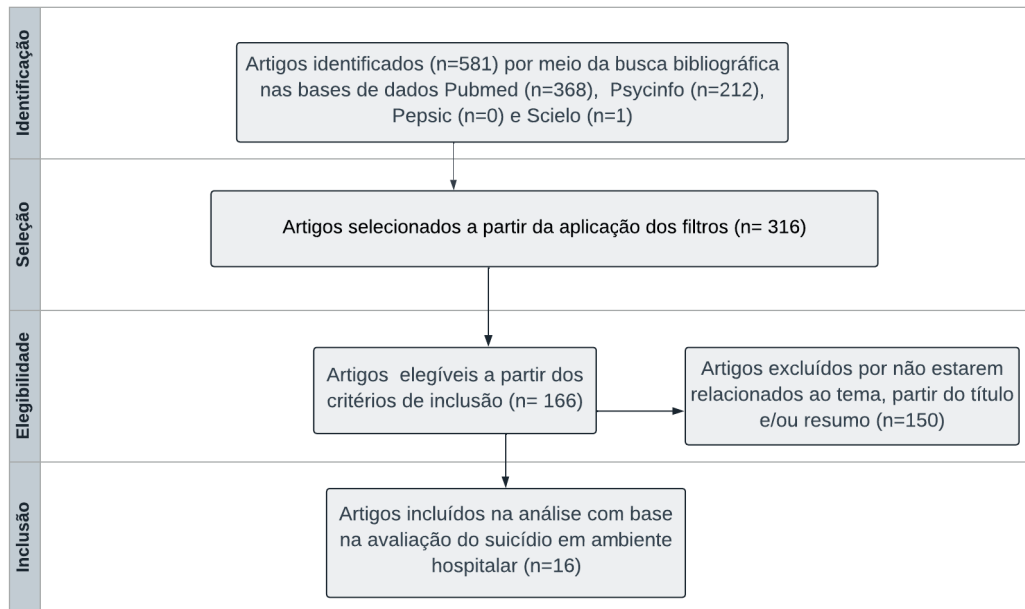 Identificação
Artigos identificados (n=581) por meio da busca bibliográfica
nas bases de dados Pubmed (n=368), Psycinfo (n=212),
Pepsic (n=0) e Scielo (n=1)
Seleção
Artigos selecionados a partir da aplicação dos filtros (n= 316)
Elegibilidade
Artigos elegíveis a partir dos
critérios de inclusão (n= 166)
Artigos excluídos por não estarem
relacionados ao tema, partir do título
e/ou resumo (n=150)
Inclusão
Artigos incluídos na análise com base
na avaliação do suicídio em ambiente
hospitalar (n=16)